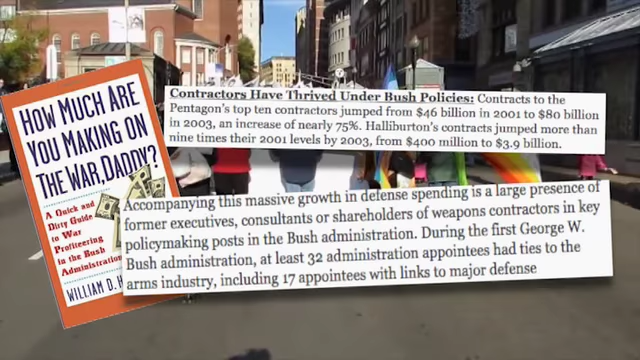 HOW MUCH ARE
YOU MAKING ON
THE WAR, DADDY?
A Quick and
Dirty Guide
to War
Profiteering
in the Bush
Administration
WILLIAM D.
Contractors Have Thrived Under Bush Policies: Contracts to the
Pentagon's top ten contractors jumped from $46 billion in 2001 to $80 billion
in 2003, an increase of nearly 75%. Halliburton's contracts jumped more than
nine times their 2001 levels by 2003, from $400 million to $3.9 billion.
Accompanying this massive growth in defense spending is a large presence of
former executives, consultants or shareholders of weapons contractors in key
policymaking posts in the Bush administration. During the first George W.
Bush administration, at least 32 administration appointees had ties to the
arms industry, including 17 appointees with links to major defense